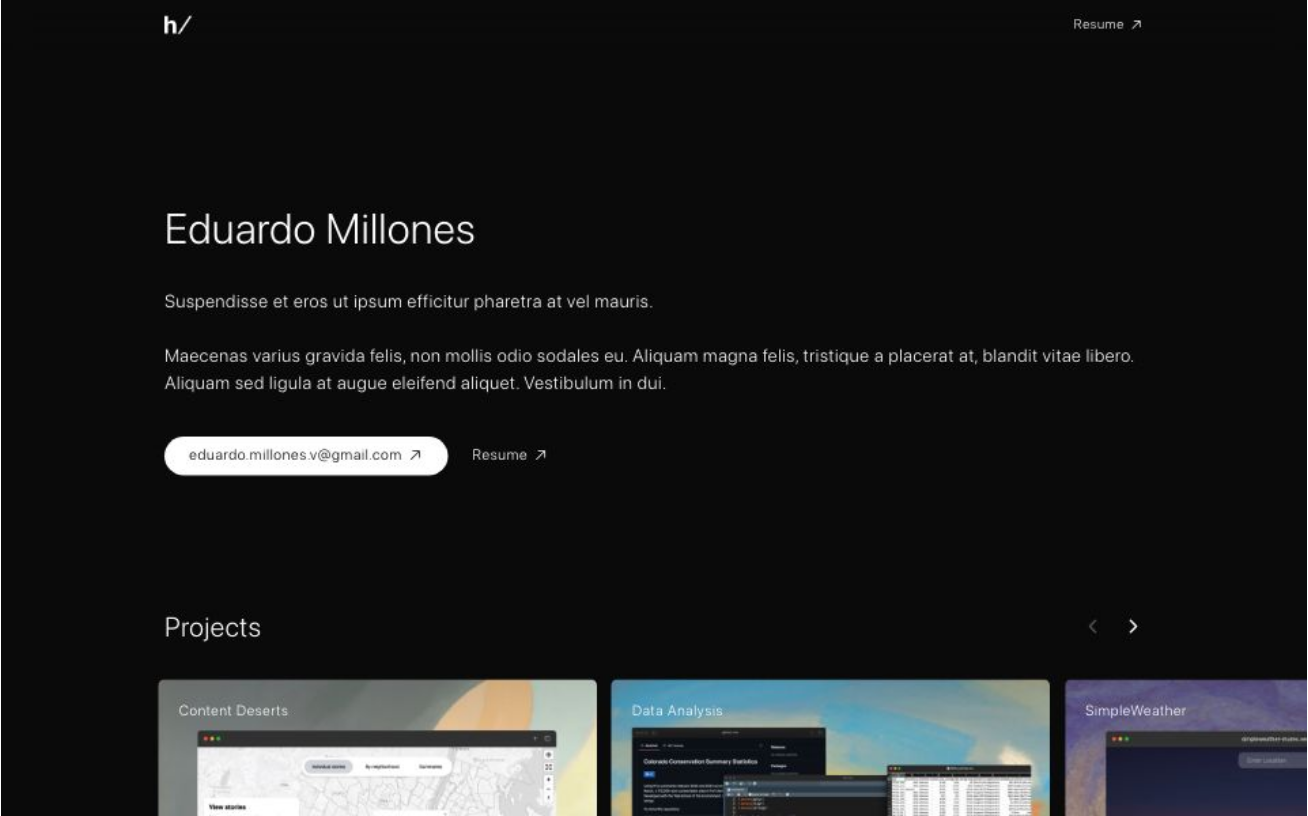 h/
Resume ↗
Eduardo Millones
Suspendisse et eros ut ipsum efficitur pharetra at vel mauris.
Maecenas varius gravida felis, non mollis odio sodales eu. Aliquam magna felis, tristique a placerat at, blandit vitae libero.
Aliquam sed ligula at augue eleifend aliquet. Vestibulum in dui.
eduardo.millones.v@gmail.com ↗
Resume ↗
Projects
Content Deserts
Data Analysis
SimpleWeather
Individual stories
By neighborhood
Comments
View stories
Colorado Conservation Summary Statistics
Enter Location